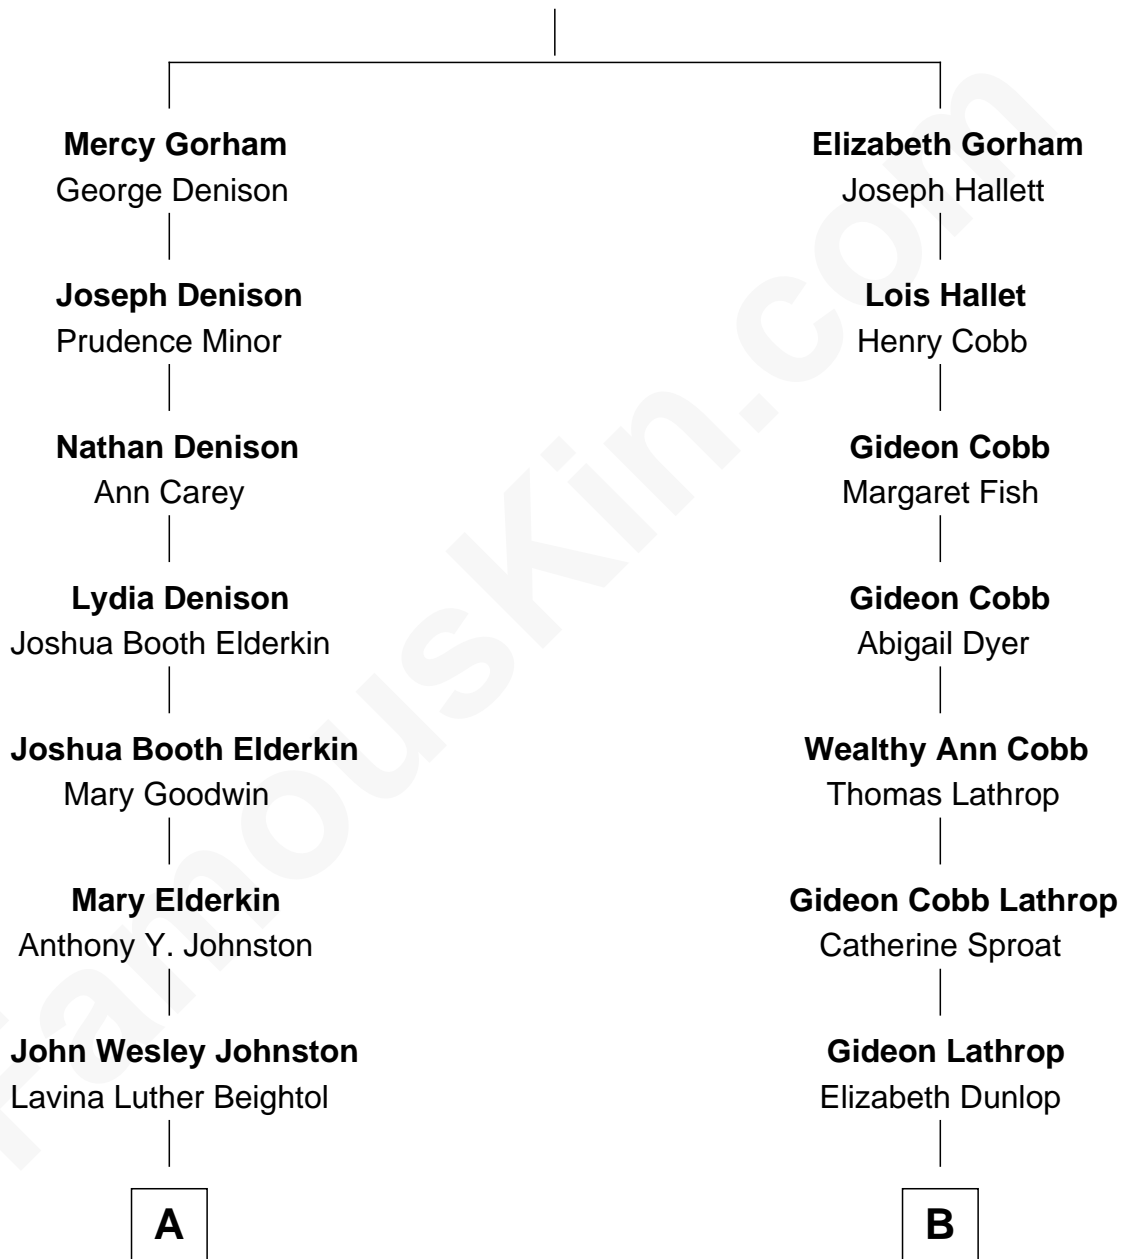 Mercy Gorham
George Denison
Elizabeth Gorham
Joseph Hallett
Joseph Denison
Prudence Minor
Lois Hallet
Henry Cobb
Nathan Denison
Ann Carey
Gideon Cobb
Margaret Fish
Lydia Denison
Joshua Booth Elderkin
Gideon Cobb
Abigail Dyer
Joshua Booth Elderkin
Mary Goodwin
Wealthy Ann Cobb
Thomas Lathrop
Mary Elderkin
Anthony Y. Johnston
Gideon Cobb Lathrop
Catherine Sproat
John Wesley Johnston
Lavina Luther Beightol
Gideon Lathrop
Elizabeth Dunlop
A
B
FamousKin.com